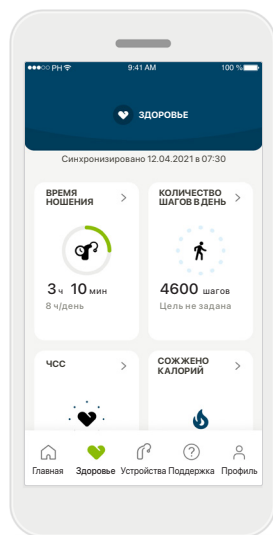 PH 9:41 AM 100 %
ЗДОРОВЬЕ
Синхронизировано 12.04.2021 в 07:30
ВРЕМЯ
НОШЕНИЯ
3 ч 10 мин
8 ч/день
КОЛИЧЕСТВО
ШАГОВ В ДЕНЬ
4600 шагов
Цель не задана
ЧСС
СОЖЖЕНО
КАЛОРИЙ
Главная Здоровье Устройства Поддержка Профиль